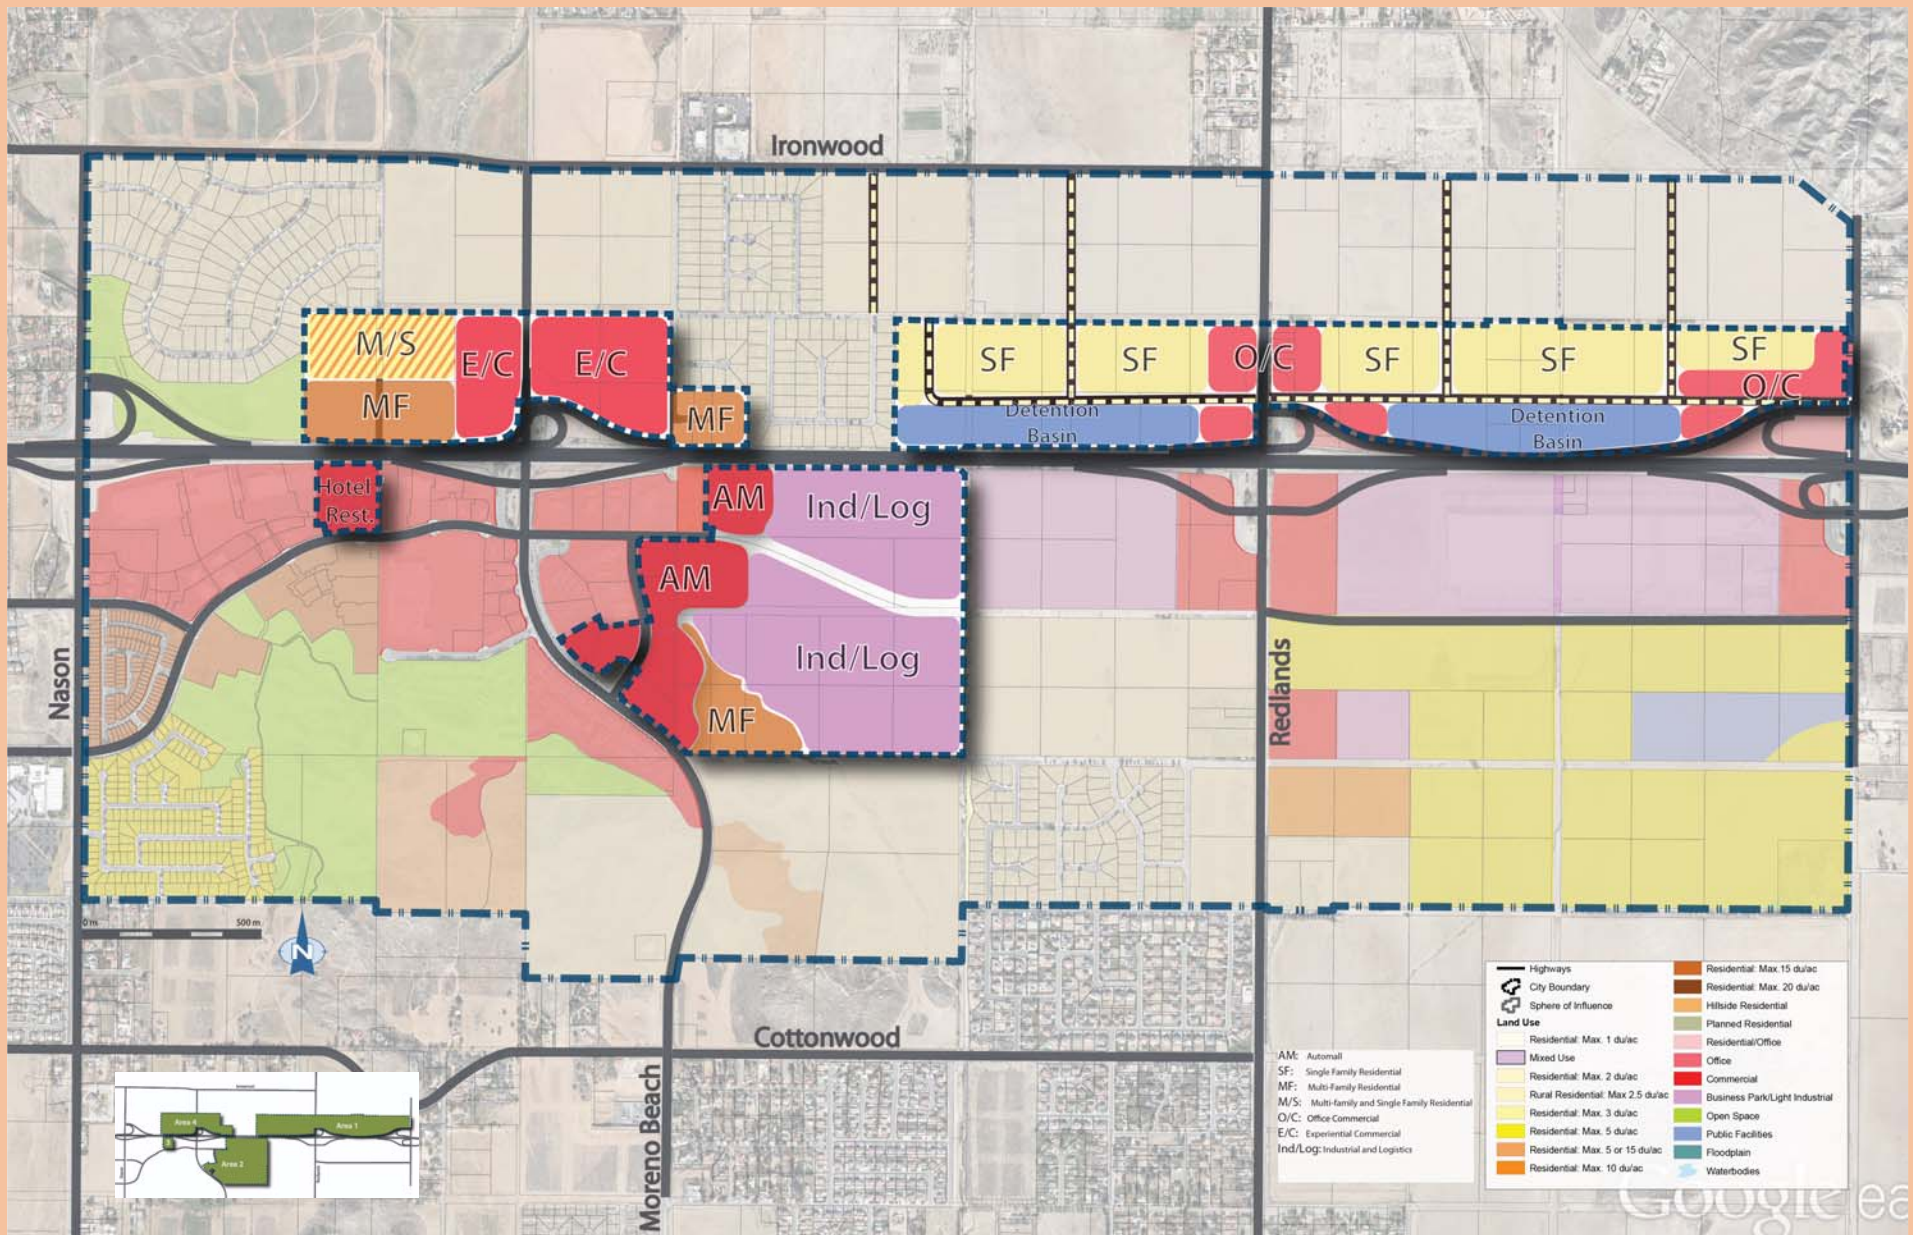 Ironwood
M/S
E/C
E/C
MF
MF
SF
SF
O/C
SF
SF
SF
O/C
Detention
Basin
Detention
Basin
Hotel
Rest.
AM
Ind/Log
AM
Ind/Log
MF
Nason
Redlands
0 m
500 m
N
Cottonwood
Moreno Beach
Area 4
Area 1
Area 2
AM: Automall
SF: Single Family Residential
MF: Multi-Family Residential
M/S: Multi-family and Single Family Residential
O/C: Office Commercial
E/C: Experiential Commercial
Ind/Log: Industrial and Logistics
Highways
City Boundary
Sphere of Influence
Land Use
Residential: Max. 1 du/ac
Mixed Use
Residential: Max. 2 du/ac
Rural Residential: Max 2.5 du/ac
Residential: Max. 3 du/ac
Residential: Max. 5 du/ac
Residential: Max. 5 or 15 du/ac
Residential: Max. 10 du/ac
Residential: Max.15 du/ac
Residential: Max. 20 du/ac
Hillside Residential
Planned Residential
Residential/Office
Office
Commercial
Business Park/Light Industrial
Open Space
Public Facilities
Floodplain
Waterbodies
Google ea